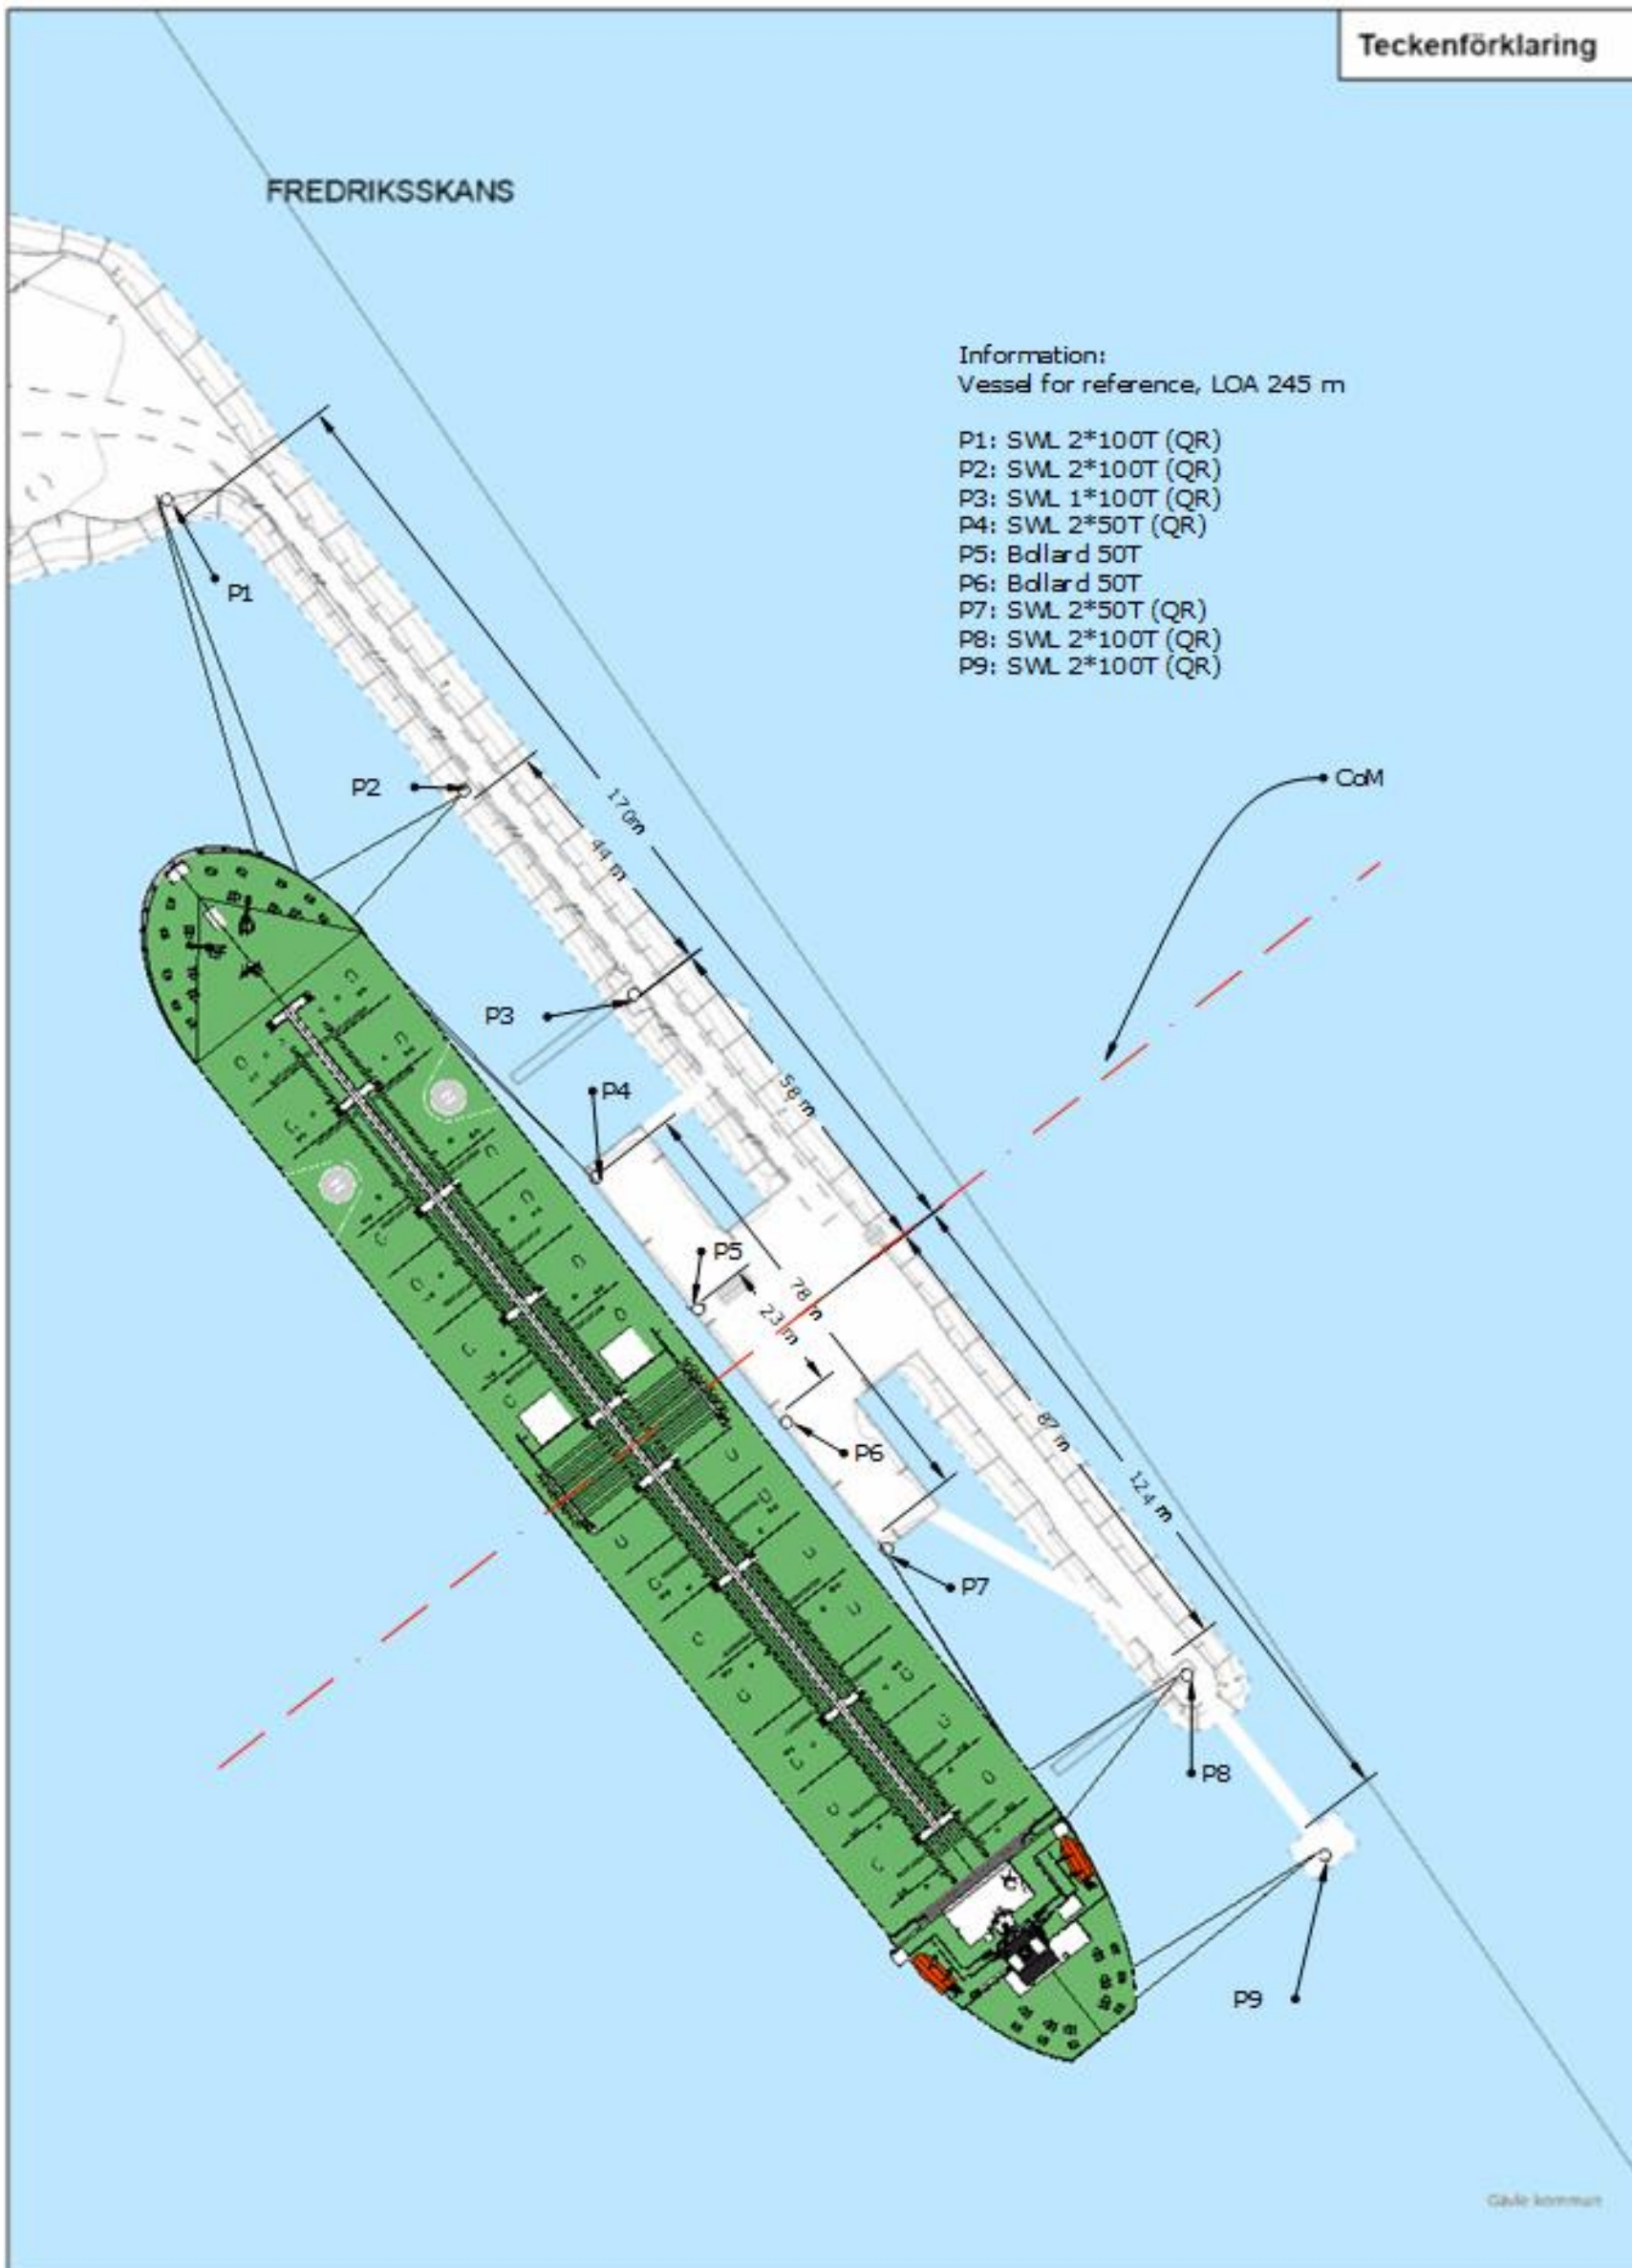 Teckenförklaring
FREDRIKSSKANS
Information:
Vessel for reference, LOA 245 m
P1: SWL 2*100T (QR)
P2: SWL 2*100T (QR)
P3: SWL 1*100T (QR)
P4: SWL 2*50T (QR)
P5: Bollard 50T
P6: Bollard 50T
P7: SWL 2*50T (QR)
P8: SWL 2*100T (QR)
P9: SWL 2*100T (QR)
P1
P2
CoM
170m
44 m
P3
58 m
P4
P5
78 m
23 m
P6
87 m
124 m
P7
P8
P9
Gävle kommun